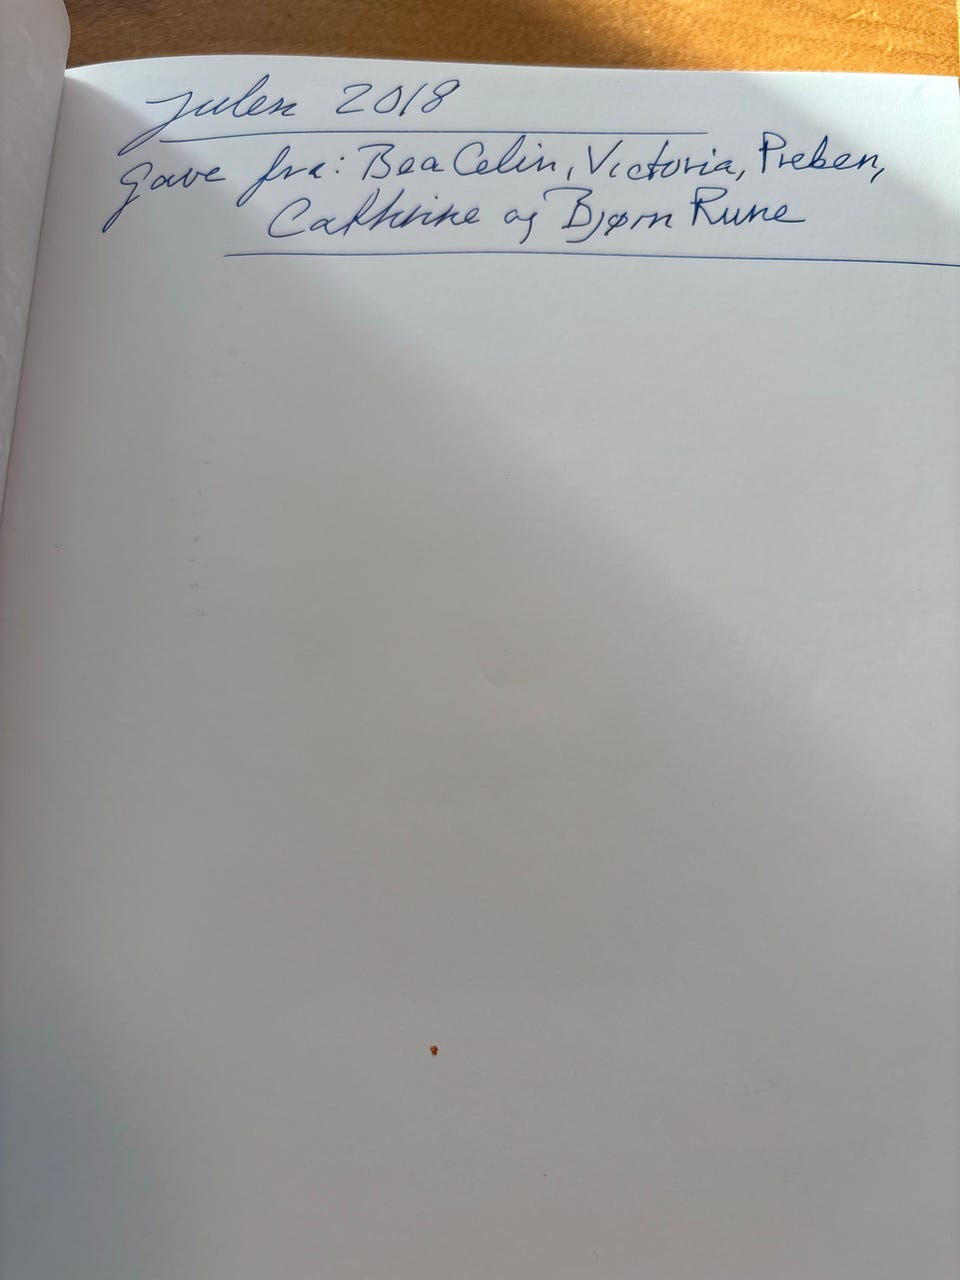 Julen 2018
Gave fra: Bea Celin, Victoria, Preben,
Cathrine og Bjørn Rune